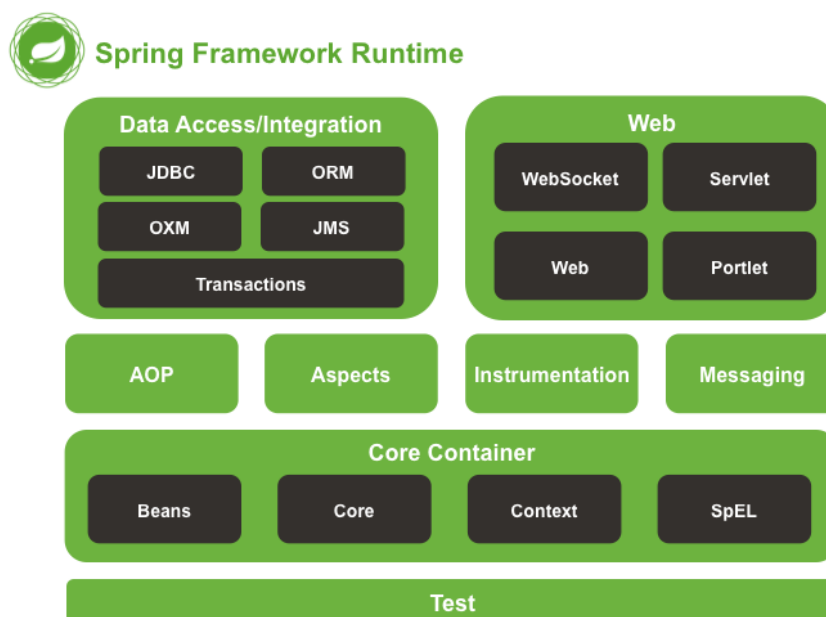 Spring Framework Runtime
Data Access/Integration
JDBC
ORM
OXM
JMS
Transactions
Web
WebSocket
Servlet
Web
Portlet
AOP
Aspects
Instrumentation
Messaging
Core Container
Beans
Core
Context
SpEL
Test